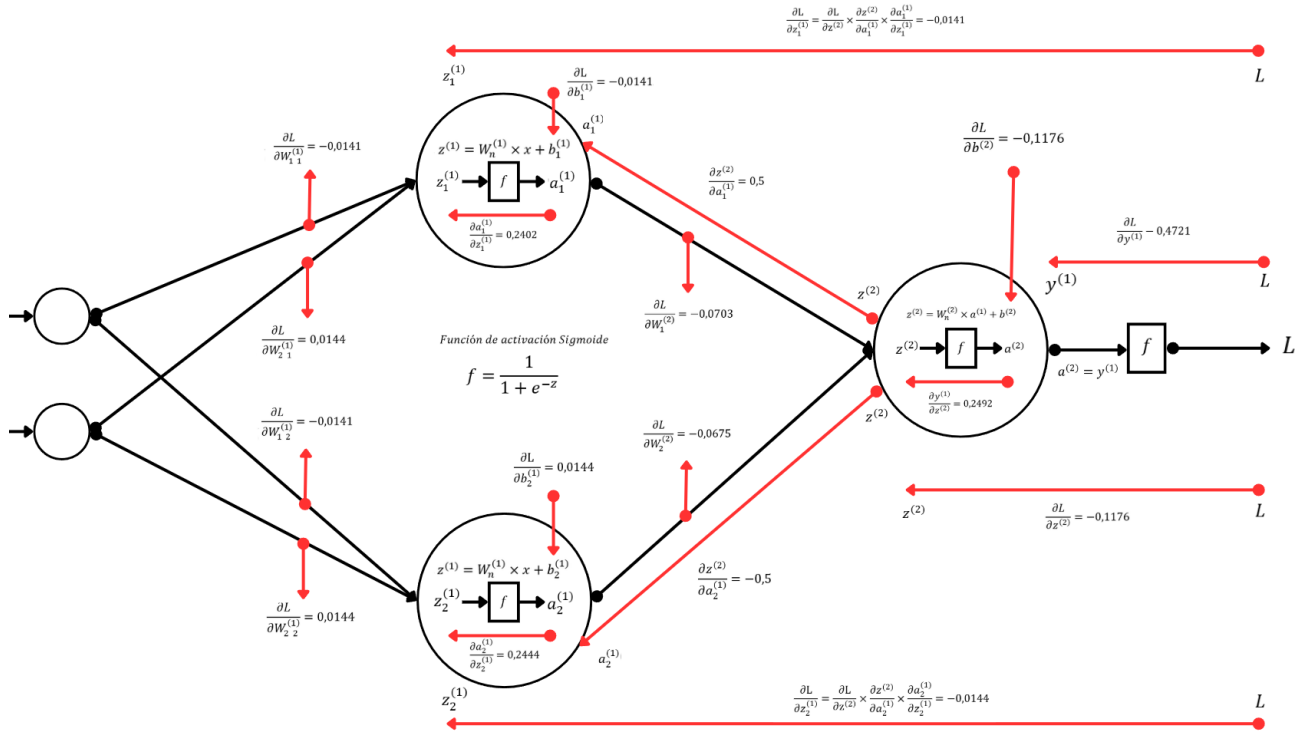 ∂L/∂z₁⁽¹⁾ = ∂L/∂z⁽²⁾ × ∂z⁽²⁾/∂a₁⁽¹⁾ × ∂a₁⁽¹⁾/∂z₁⁽¹⁾ = −0,0141
z₁⁽¹⁾
L
∂L/∂b₁⁽¹⁾ = −0,0141
a₁⁽¹⁾
∂L/∂W₁ ₁⁽¹⁾ = −0,0141
z⁽¹⁾ = Wₙ⁽¹⁾ × x + b₁⁽¹⁾
z₁⁽¹⁾ f a₁⁽¹⁾
∂a₁⁽¹⁾/∂z₁⁽¹⁾ = 0,2402
∂z⁽²⁾/∂a₁⁽¹⁾ = 0,5
∂L/∂b⁽²⁾ = −0,1176
∂L/∂y⁽¹⁾ − 0,4721
y⁽¹⁾
L
∂L/∂W₂ ₁⁽¹⁾ = 0,0144
∂L/∂W₁⁽²⁾ = −0,0703
z⁽²⁾
z⁽²⁾ = Wₙ⁽²⁾ × a⁽¹⁾ + b⁽²⁾
z⁽²⁾ f a⁽²⁾
∂y⁽¹⁾/∂z⁽²⁾ = 0,2492
f
L
a⁽²⁾ = y⁽¹⁾
Función de activación Sigmoide
f = 1/(1 + e⁻ᶻ)
z⁽²⁾
∂L/∂W₁ ₂⁽¹⁾ = −0,0141
∂L/∂W₂⁽²⁾ = −0,0675
∂L/∂b₂⁽¹⁾ = 0,0144
z⁽²⁾
L
∂L/∂z⁽²⁾ = −0,1176
z⁽¹⁾ = Wₙ⁽¹⁾ × x + b₂⁽¹⁾
z₂⁽¹⁾ f a₂⁽¹⁾
∂a₂⁽¹⁾/∂z₂⁽¹⁾ = 0,2444
∂z⁽²⁾/∂a₂⁽¹⁾ = −0,5
∂L/∂W₂ ₂⁽¹⁾ = 0,0144
a₂⁽¹⁾
z₂⁽¹⁾
∂L/∂z₂⁽¹⁾ = ∂L/∂z⁽²⁾ × ∂z⁽²⁾/∂a₂⁽¹⁾ × ∂a₂⁽¹⁾/∂z₂⁽¹⁾ = −0,0144
L